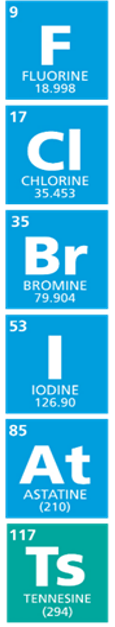 9
F
FLUORINE
18.998
17
Cl
CHLORINE
35.453
35
Br
BROMINE
79.904
53
I
IODINE
126.90
85
At
ASTATINE
(210)
117
Ts
TENNESINE
(294)